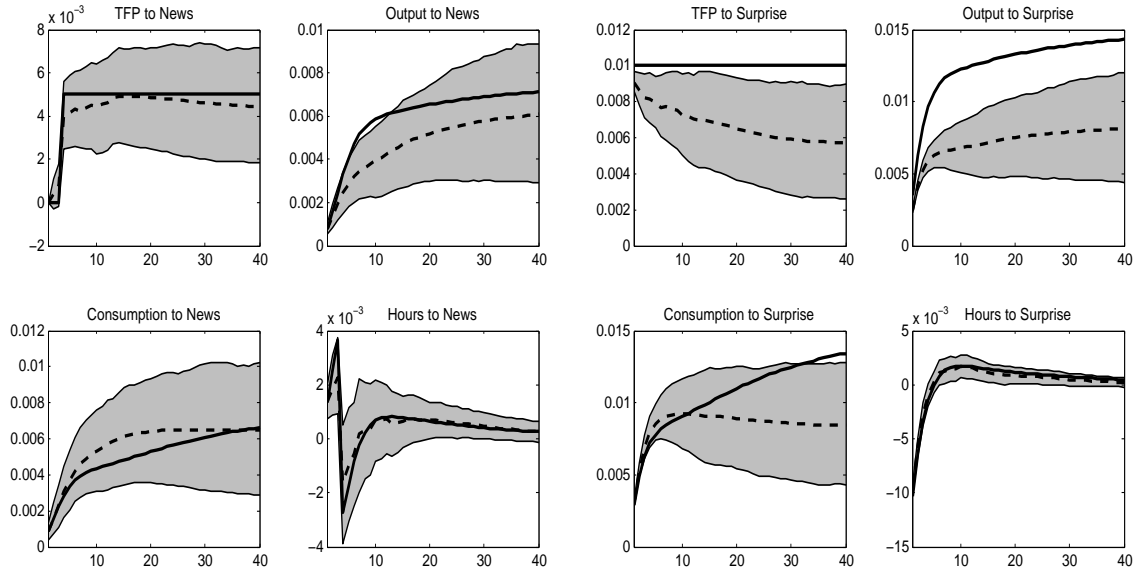 TFP to News
x 10⁻³
8
6
4
2
0
−2
10 20 30 40
Output to News
0.01
0.008
0.006
0.004
0.002
0
10 20 30 40
TFP to Surprise
0.012
0.01
0.008
0.006
0.004
0.002
0
10 20 30 40
Output to Surprise
0.015
0.01
0.005
0
10 20 30 40
Consumption to News
0.012
0.01
0.008
0.006
0.004
0.002
0
10 20 30 40
Hours to News
x 10⁻³
4
2
0
−2
−4
10 20 30 40
Consumption to Surprise
0.015
0.01
0.005
0
10 20 30 40
Hours to Surprise
x 10⁻³
5
0
−5
−10
−15
10 20 30 40